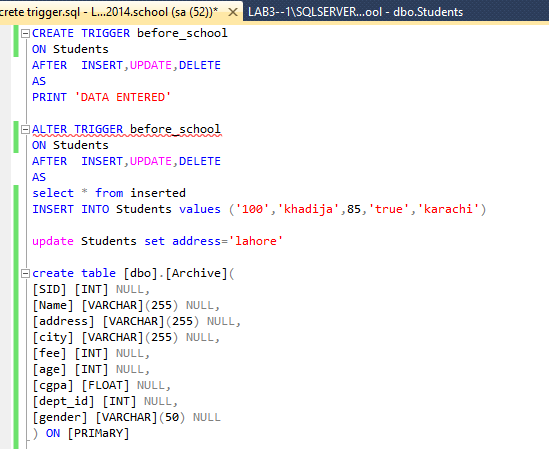 crete trigger.sql - L...2014.school (sa (52))* LAB3--1\SQLSERVER...ool - dbo.Students
CREATE TRIGGER before_school
ON Students
AFTER  INSERT,UPDATE,DELETE
AS
PRINT 'DATA ENTERED'
ALTER TRIGGER before_school
ON Students
AFTER  INSERT,UPDATE,DELETE
AS
select * from inserted
INSERT INTO Students values ('100','khadija',85,'true','karachi')
update Students set address='lahore'
create table [dbo].[Archive](
[SID] [INT] NULL,
[Name] [VARCHAR](255) NULL,
[address] [VARCHAR](255) NULL,
[city] [VARCHAR](255) NULL,
[fee] [INT] NULL,
[age] [INT] NULL,
[cgpa] [FLOAT] NULL,
[dept_id] [INT] NULL,
[gender] [VARCHAR](50) NULL
) ON [PRIMaRY]